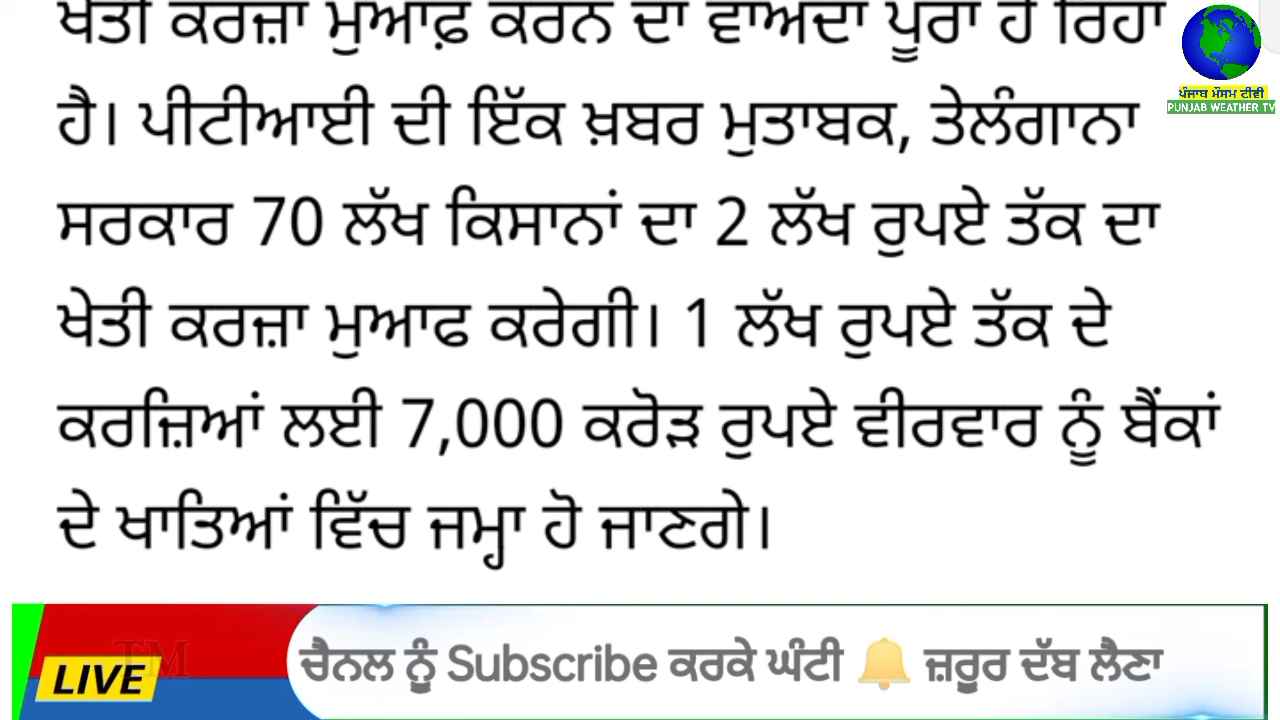 ਖੇਤੀ ਕਰਜ਼ਾ ਮੁਆਫ਼ ਕਰਨ ਦਾ ਵਾਅਦਾ ਪੂਰਾ ਹੋ ਰਿਹਾ
ਹੈ। ਪੀਟੀਆਈ ਦੀ ਇੱਕ ਖ਼ਬਰ ਮੁਤਾਬਕ, ਤੇਲੰਗਾਨਾ
ਸਰਕਾਰ 70 ਲੱਖ ਕਿਸਾਨਾਂ ਦਾ 2 ਲੱਖ ਰੁਪਏ ਤੱਕ ਦਾ
ਖੇਤੀ ਕਰਜ਼ਾ ਮੁਆਫ ਕਰੇਗੀ। 1 ਲੱਖ ਰੁਪਏ ਤੱਕ ਦੇ
ਕਰਜ਼ਿਆਂ ਲਈ 7,000 ਕਰੋੜ ਰੁਪਏ ਵੀਰਵਾਰ ਨੂੰ ਬੈਂਕਾਂ
ਦੇ ਖਾਤਿਆਂ ਵਿੱਚ ਜਮ੍ਹਾ ਹੋ ਜਾਣਗੇ।
ਪੰਜਾਬ ਮੌਸਮ ਟੀਵੀ
PUNJAB WEATHER TV
TM
LIVE
ਚੈਨਲ ਨੂੰ Subscribe ਕਰਕੇ ਘੰਟੀ 🔔 ਜ਼ਰੂਰ ਦੱਬ ਲੈਣਾ